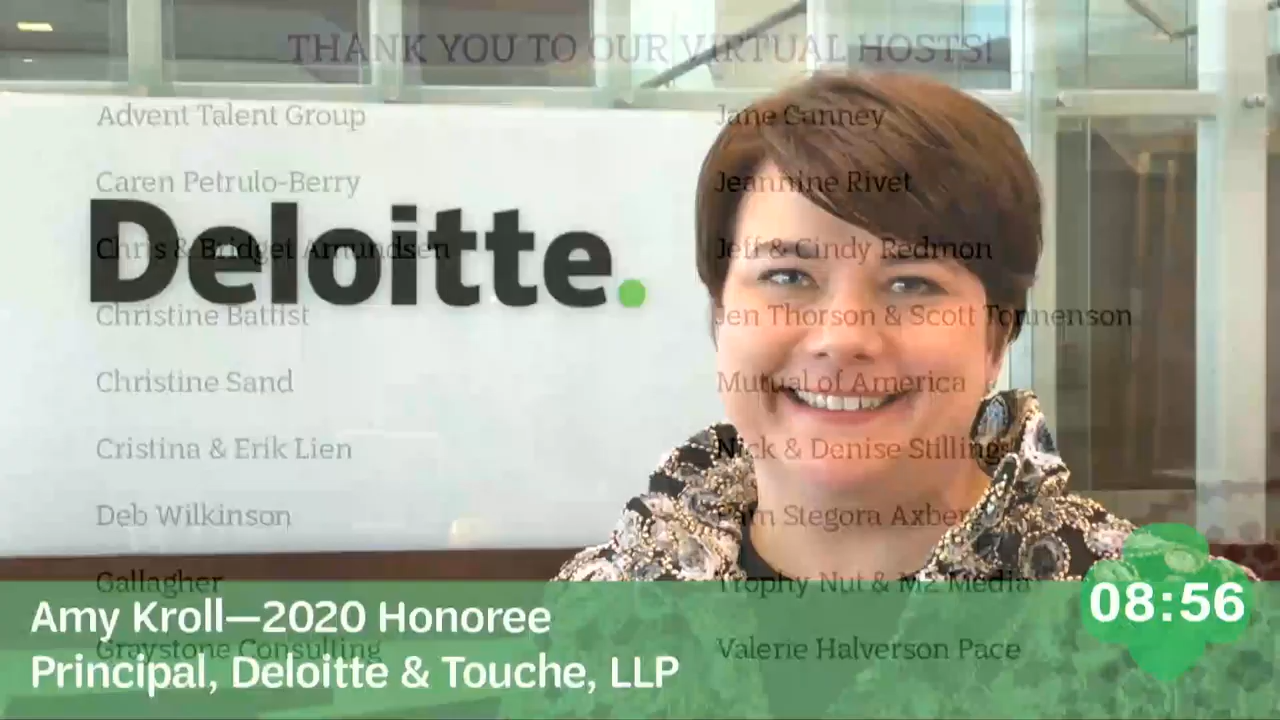 THANK YOU TO OUR VIRTUAL HOSTS!
Advent Talent Group
Jane Canney
Caren Petrulo-Berry
Jeannine Rivet
Chris & Bridget Amundsen
Jeff & Cindy Redmon
Deloitte.
Christine Battist
Jen Thorson & Scott Tonnenson
Christine Sand
Mutual of America
Cristina & Erik Lien
Nick & Denise Stillings
Deb Wilkinson
Pam Stegora Axberg
Gallagher
Trophy Nut & M2 Media
Amy Kroll—2020 Honoree
08:56
Graystone Consulling
Valerie Halverson Pace
Principal, Deloitte & Touche, LLP